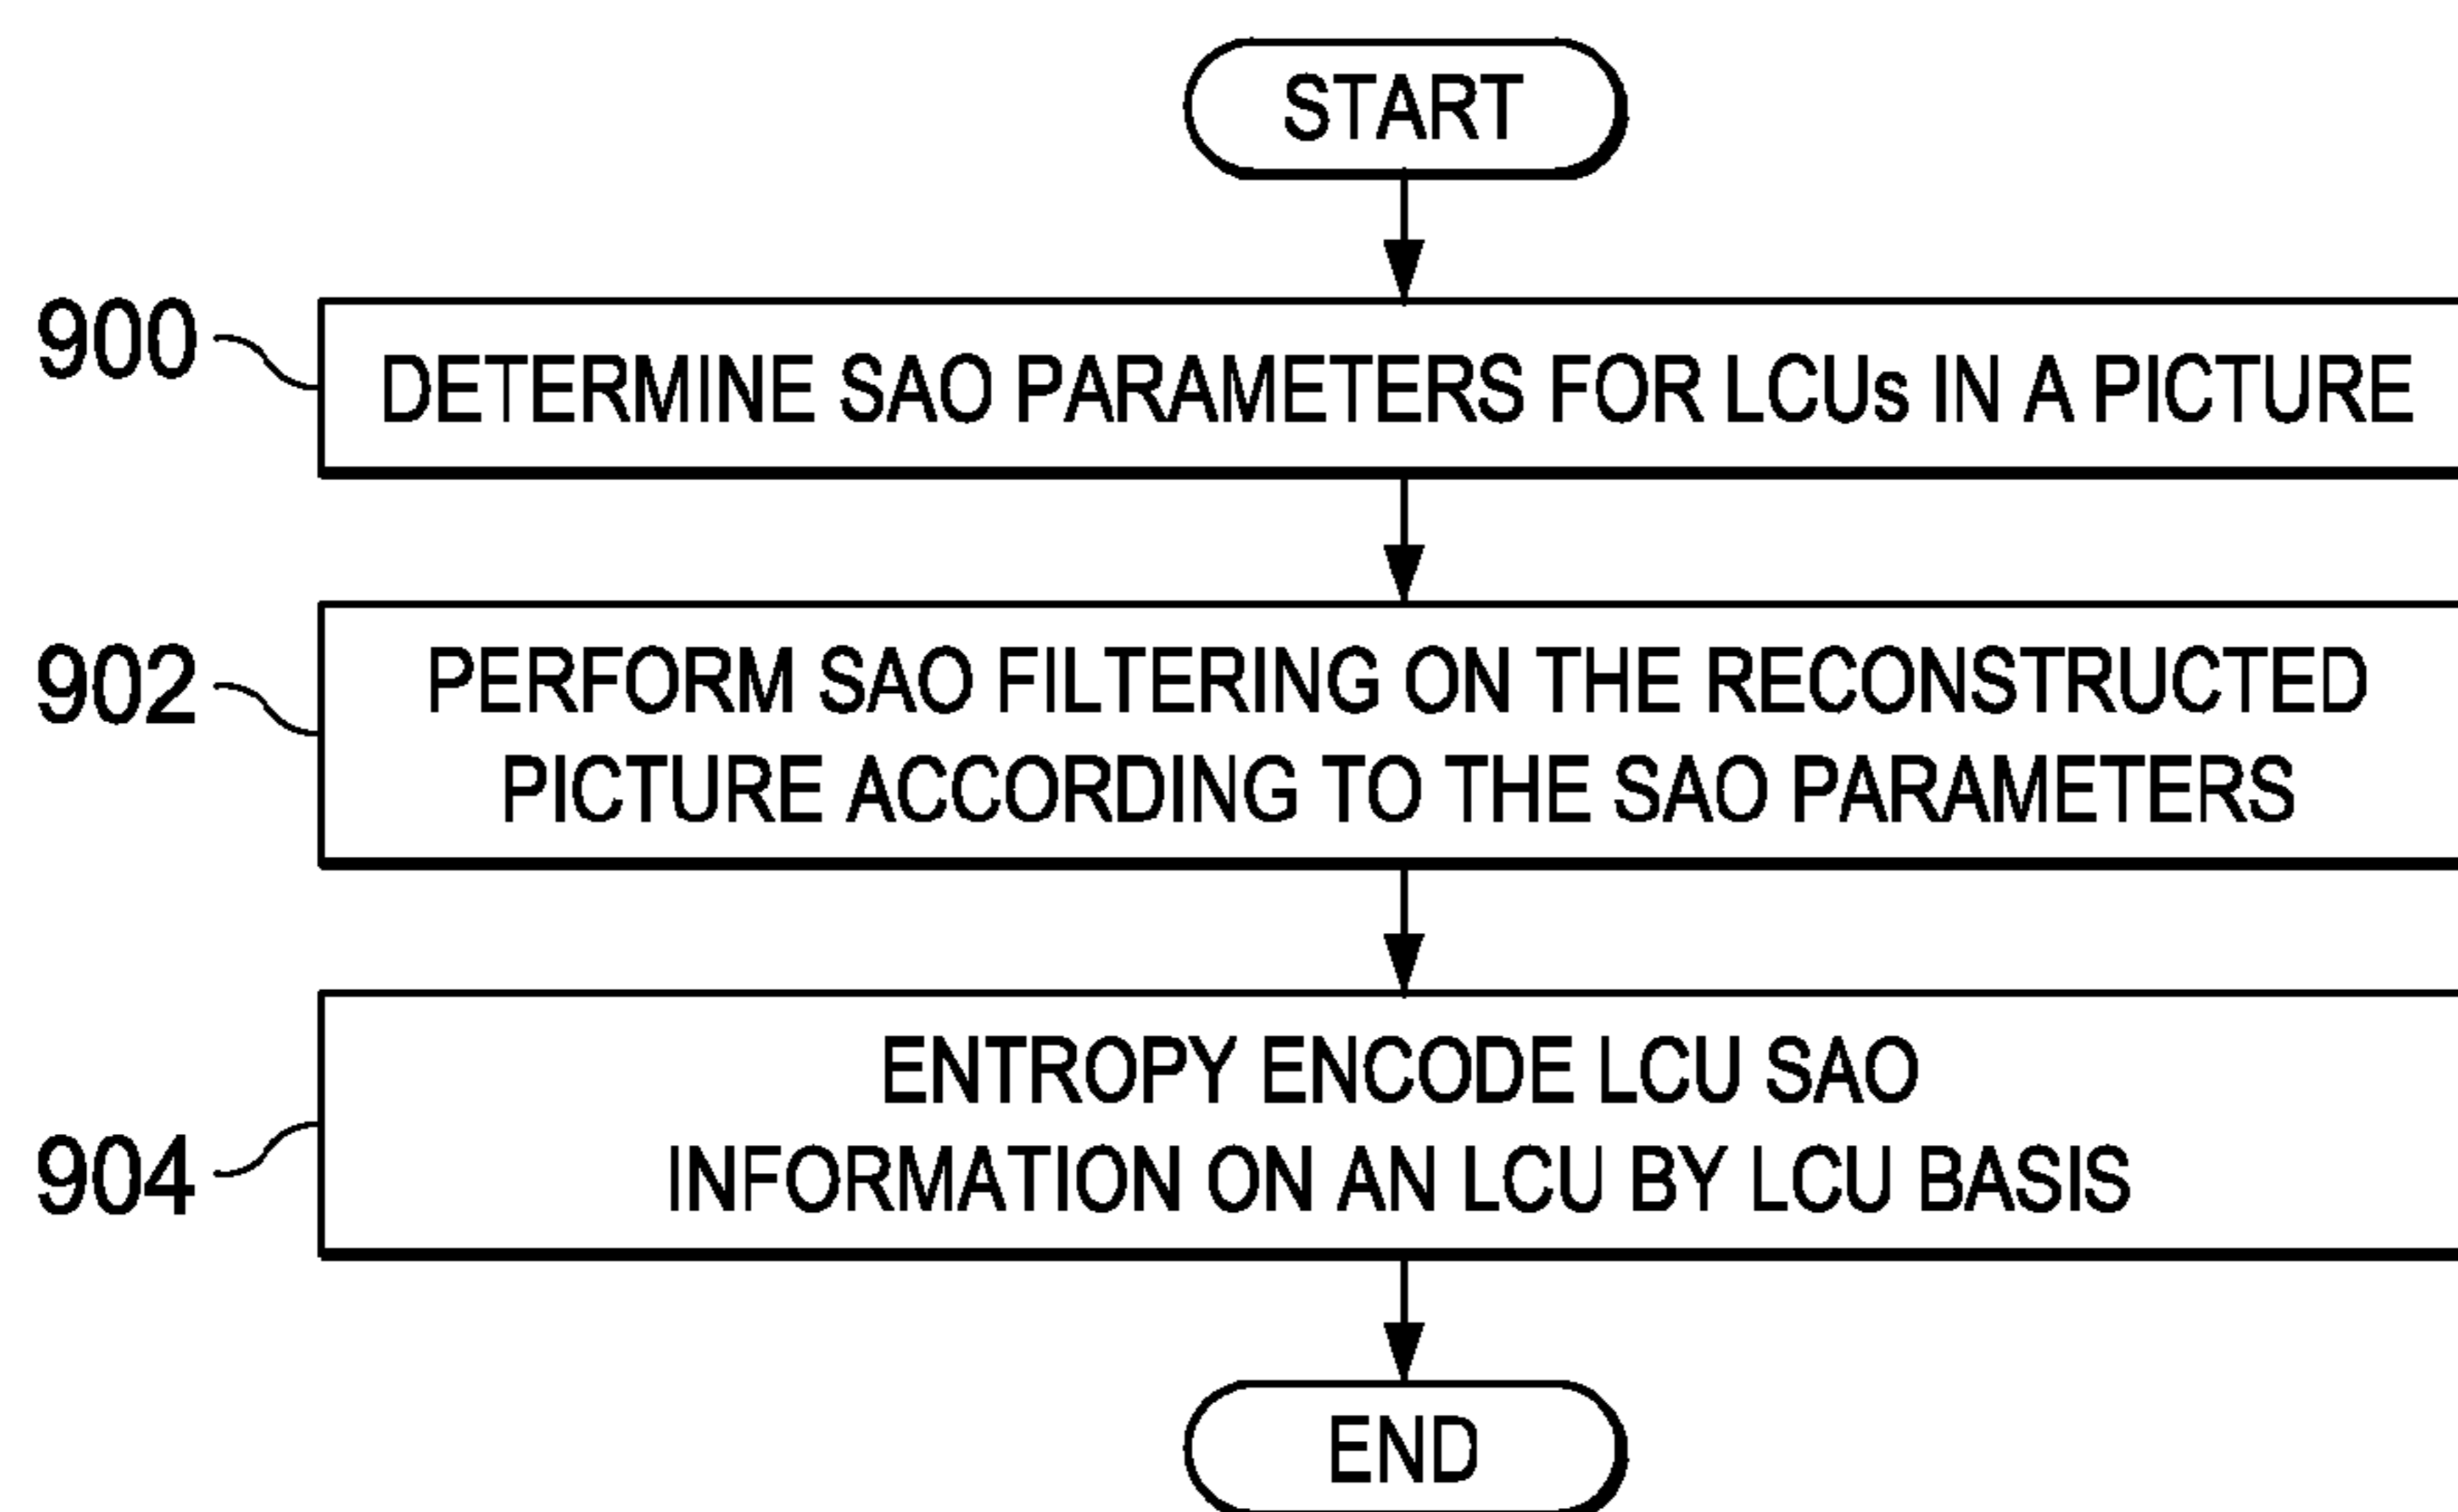 START
900
DETERMINE SAO PARAMETERS FOR LCUs IN A PICTURE
902
PERFORM SAO FILTERING ON THE RECONSTRUCTED
PICTURE ACCORDING TO THE SAO PARAMETERS
904
ENTROPY ENCODE LCU SAO
INFORMATION ON AN LCU BY LCU BASIS
END